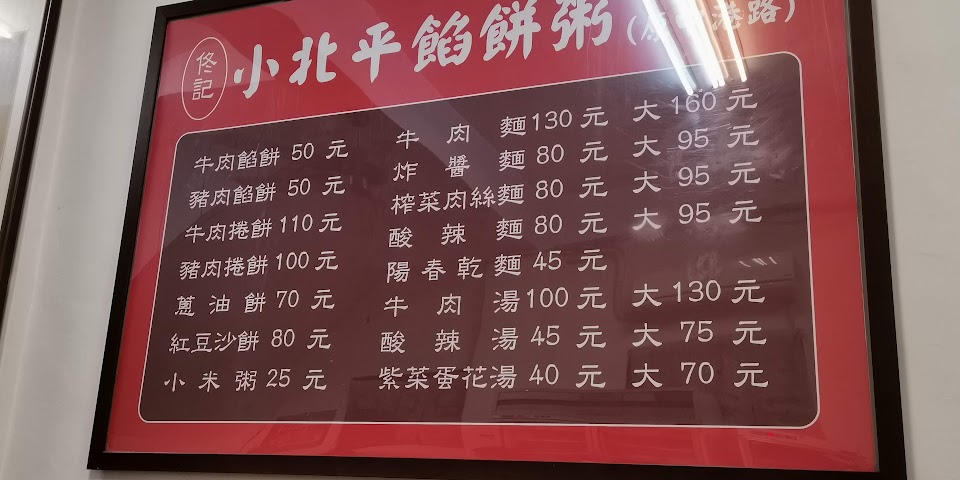 佟記
小北平餡餅粥
牛肉餡餅 50 元
豬肉餡餅 50 元
牛肉捲餅 110 元
豬肉捲餅 100 元
蔥油餅 70 元
紅豆沙餅 80 元
小米粥 25 元
牛肉麵 130 元 大 160 元
炸醬麵 80 元 大 95 元
榨菜肉絲麵 80 元 大 95 元
酸辣麵 80 元 大 95 元
陽春乾麵 45 元
牛肉湯 100 元 大 130 元
酸辣湯 45 元 大 75 元
紫菜蛋花湯 40 元 大 70 元